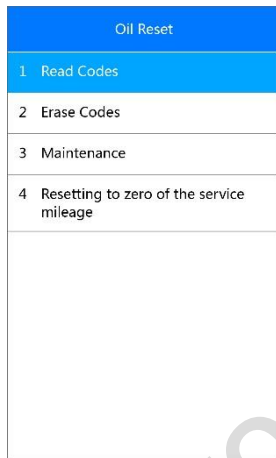 Oil Reset
1 Read Codes
2 Erase Codes
3 Maintenance
4 Resetting to zero of the service
mileage